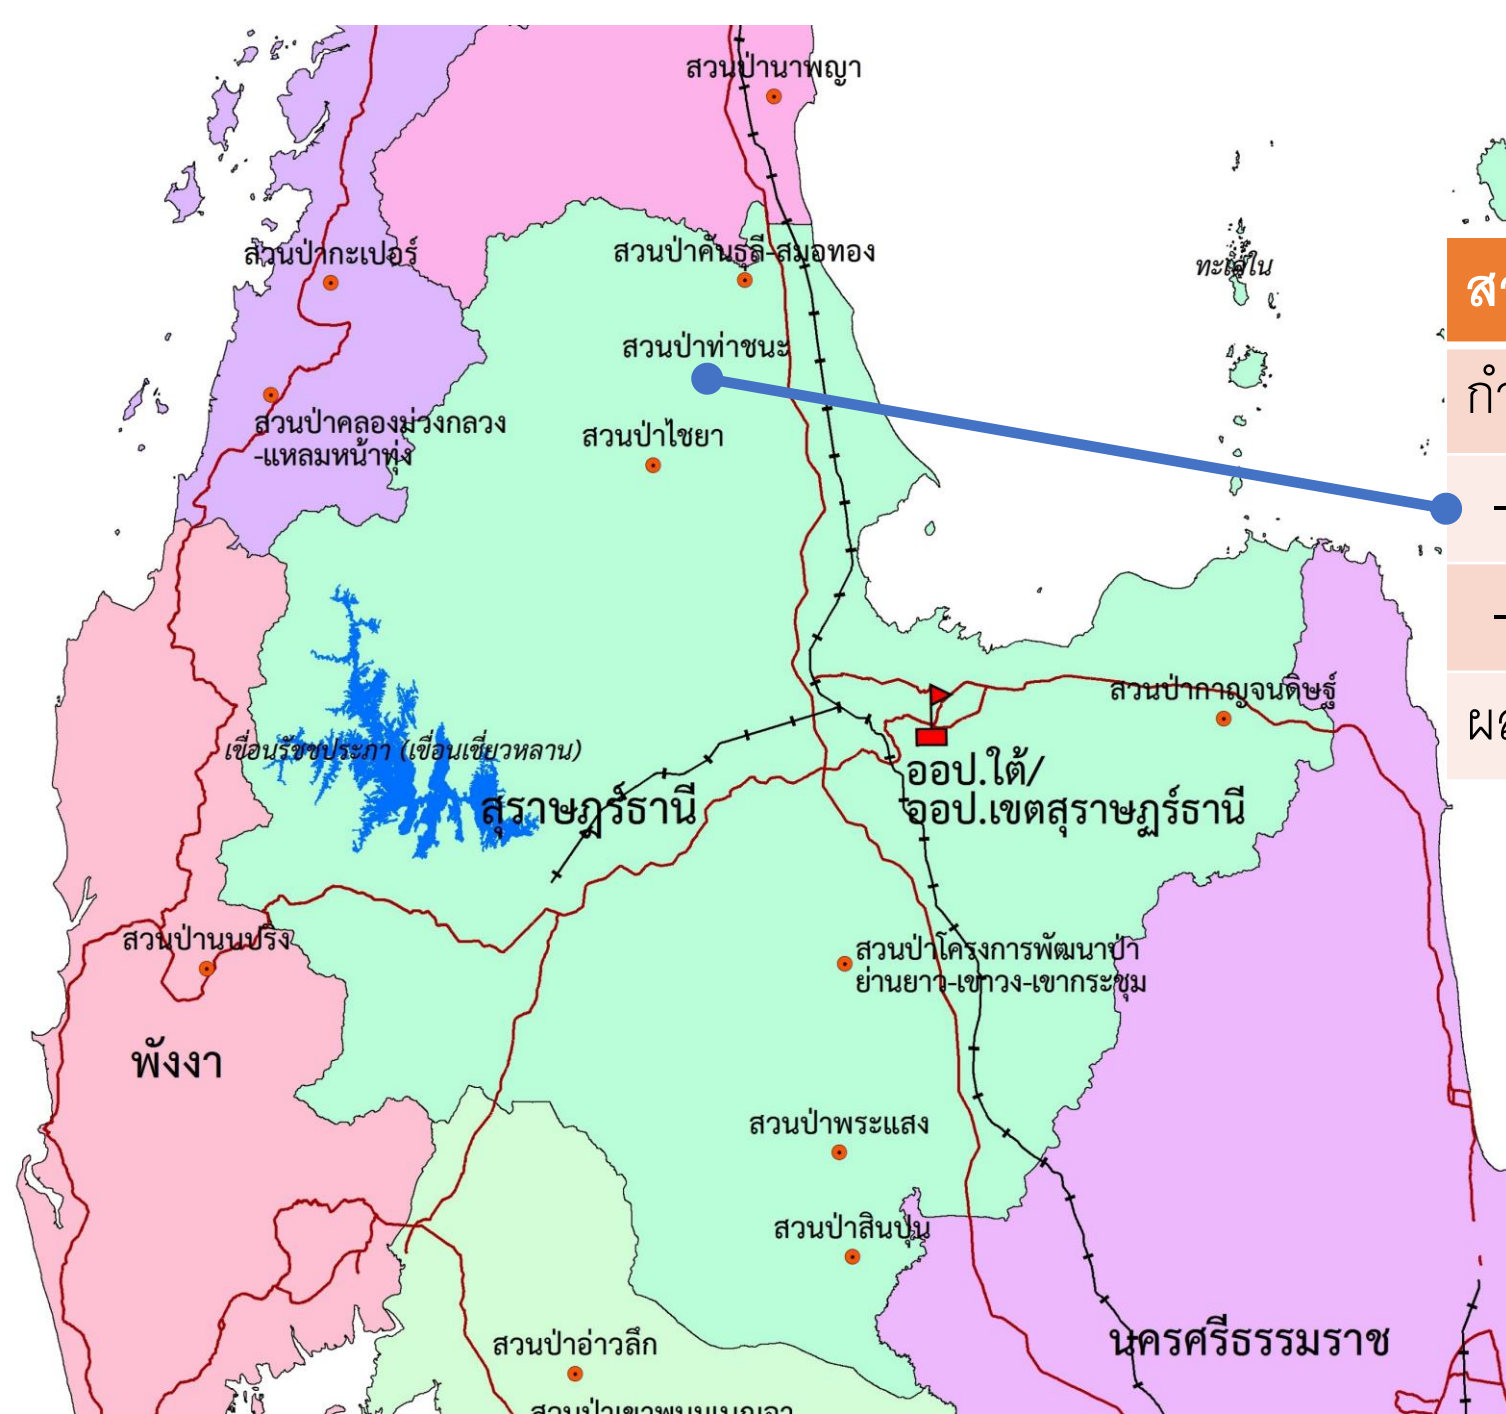 สวนป่านาพญา
สวนป่ากะเปอร์
สวนป่าคันธุลี-สมอทอง
ทะเลใน
สวนป่าท่าชนะ
สวนป่าคลองม่วงกลวง
-แหลมหน้าทุ่ง
สวนป่าไชยา
สวนป่ากาญจนดิษฐ์
เขื่อนรัชชประภา (เขื่อนเชี่ยวหลาน)
สุราษฎร์ธานี
ออป.ใต้/
ออป.เขตสุราษฎร์ธานี
สวนป่านบปริง
สวนป่าโครงการพัฒนาป่า
ย่านยาว-เขาวง-เขากระชุม
พังงา
สวนป่าพระแสง
สวนป่าสินปุน
นครศรีธรรมราช
สวนป่าอ่าวลึก